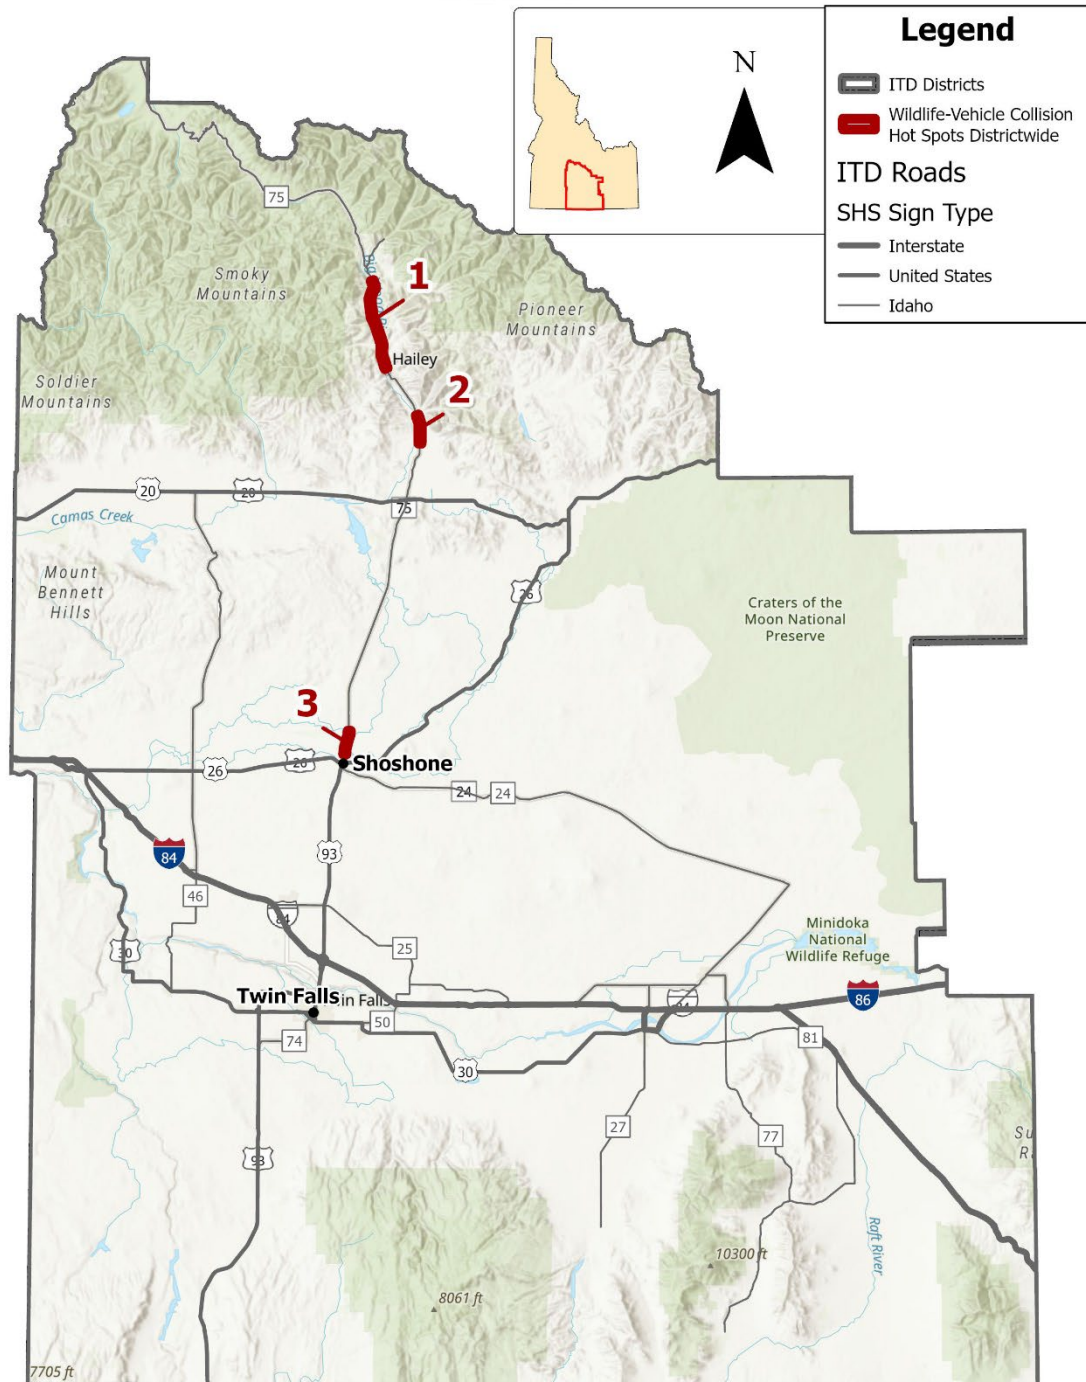 Legend
ITD Districts
Wildlife-Vehicle Collision
Hot Spots Districtwide
ITD Roads
SHS Sign Type
Interstate
United States
Idaho
N
75
Smoky
Mountains
1
Pioneer
Mountains
Hailey
2
Soldier
Mountains
20
20
75
Camas Creek
Mount
Bennett
Hills
26
Craters of the
Moon National
Preserve
3
Shoshone
26
26
24
24
93
84
46
84
25
30
Minidoka
National
Wildlife Refuge
86
Twin Falls
Twin Falls
50
74
30
81
27
77
93
Raft River
10300 ft
8061 ft
7705 ft